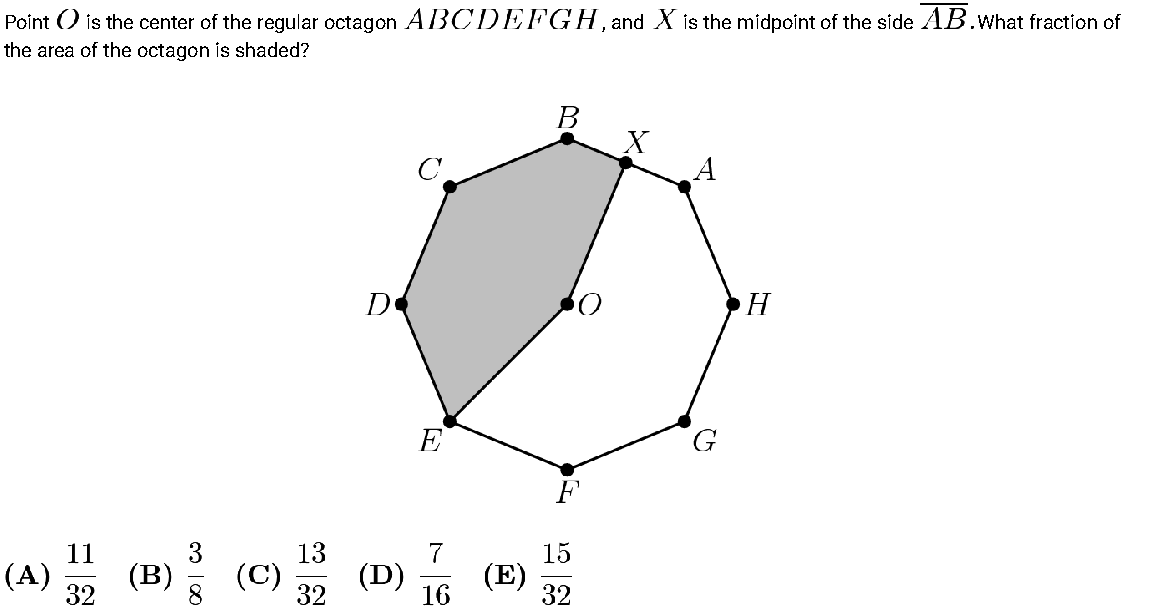 Point O is the center of the regular octagon ABCDEFGH, and X is the midpoint of the side \overline{AB}.What fraction of
the area of the octagon is shaded?
B
X
C
A
D
O
H
E
G
F
(A) 11/32 (B) 3/8 (C) 13/32 (D) 7/16 (E) 15/32